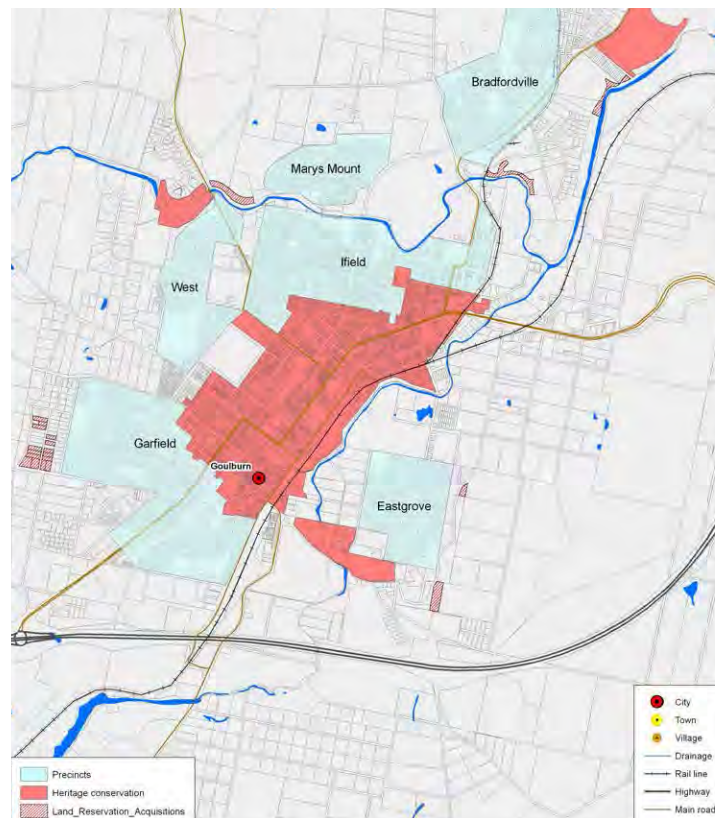 Bradfordville
Marys Mount
Ifield
West
Garfield
Goulburn
Eastgrove
Precincts
Heritage conservation
Land_Reservation_Acquisitions
City
Town
Village
Drainage
Rail line
Highway
Main road